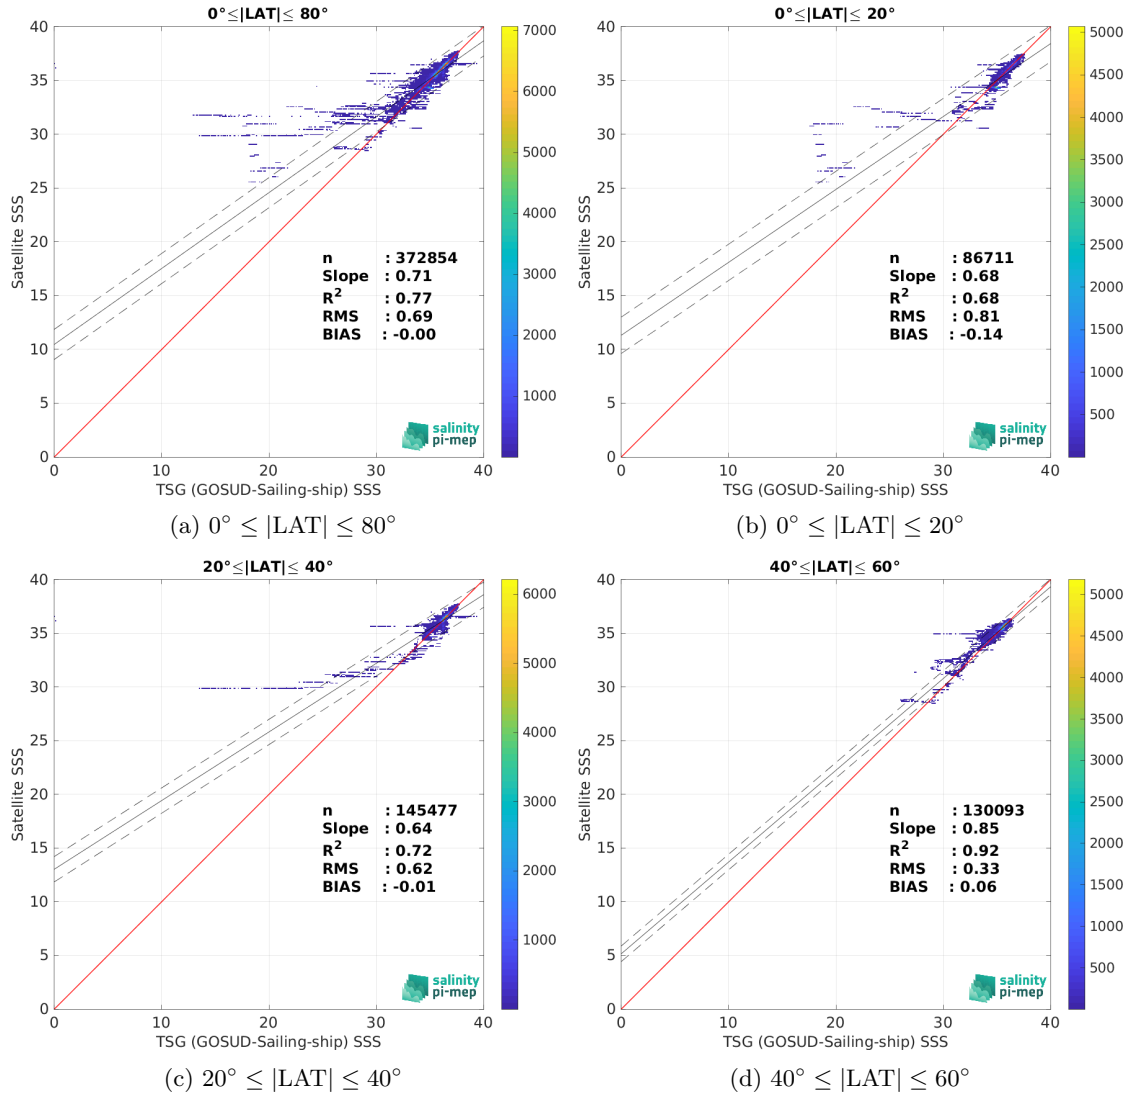 0°≤|LAT|≤ 80°
40
35
30
25
20
15
10
5
0
Satellite SSS
n : 372854
Slope : 0.71
R² : 0.77
RMS : 0.69
BIAS : -0.00
salinity
pi-mep
0 10 20 30 40
TSG (GOSUD-Sailing-ship) SSS
7000
6000
5000
4000
3000
2000
1000
(a) 0° ≤ |LAT| ≤ 80°
0°≤|LAT|≤ 20°
40
35
30
25
20
15
10
5
0
Satellite SSS
n : 86711
Slope : 0.68
R² : 0.68
RMS : 0.81
BIAS : -0.14
salinity
pi-mep
0 10 20 30 40
TSG (GOSUD-Sailing-ship) SSS
5000
4500
4000
3500
3000
2500
2000
1500
1000
500
(b) 0° ≤ |LAT| ≤ 20°
20°≤|LAT|≤ 40°
40
35
30
25
20
15
10
5
0
Satellite SSS
n : 145477
Slope : 0.64
R² : 0.72
RMS : 0.62
BIAS : -0.01
salinity
pi-mep
0 10 20 30 40
TSG (GOSUD-Sailing-ship) SSS
6000
5000
4000
3000
2000
1000
(c) 20° ≤ |LAT| ≤ 40°
40°≤|LAT|≤ 60°
40
35
30
25
20
15
10
5
0
Satellite SSS
n : 130093
Slope : 0.85
R² : 0.92
RMS : 0.33
BIAS : 0.06
salinity
pi-mep
0 10 20 30 40
TSG (GOSUD-Sailing-ship) SSS
5000
4500
4000
3500
3000
2500
2000
1500
1000
500
(d) 40° ≤ |LAT| ≤ 60°